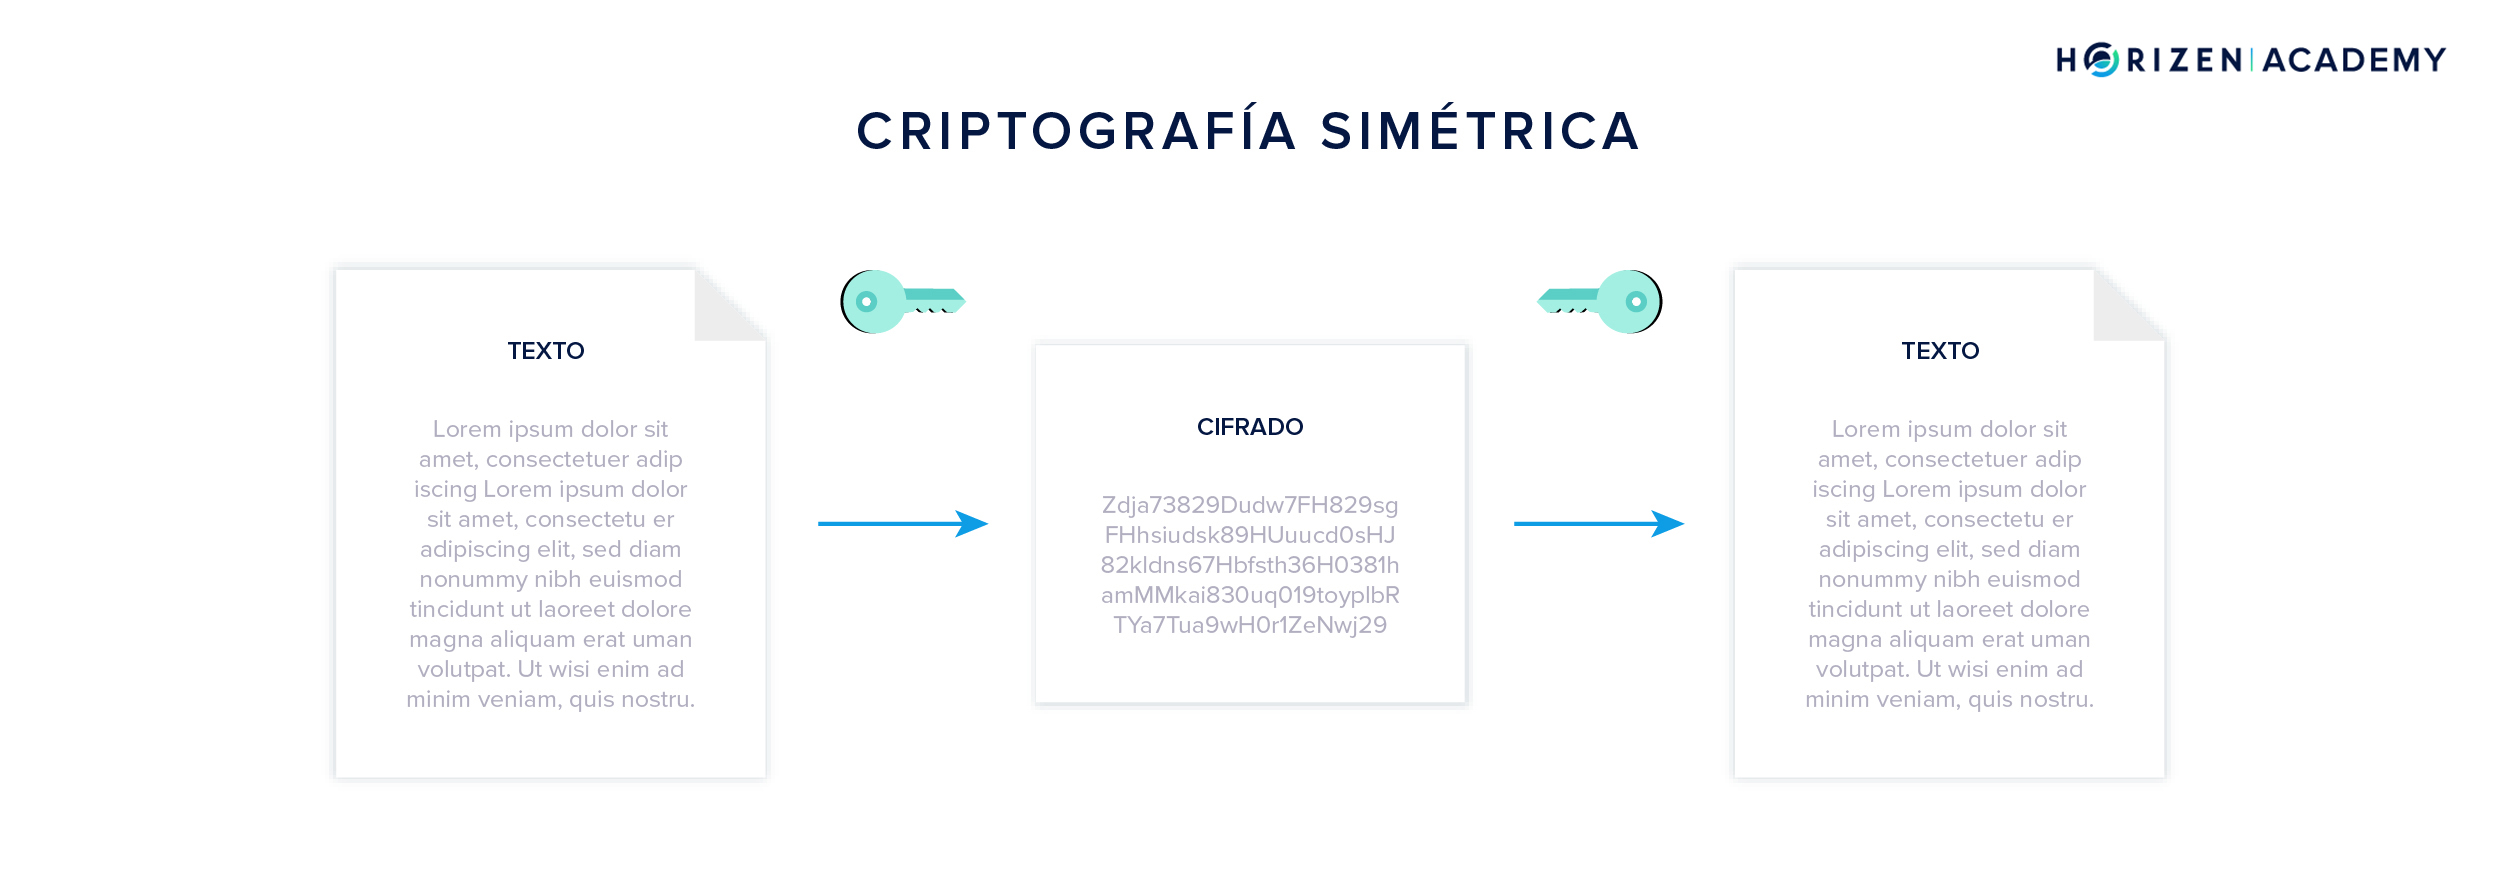 HORIZEN ACADEMY
CRIPTOGRAFÍA SIMÉTRICA
TEXTO
Lorem ipsum dolor sit
amet, consectetuer adip
iscing Lorem ipsum dolor
sit amet, consectetu er
adipiscing elit, sed diam
nonummy nibh euismod
tincidunt ut laoreet dolore
magna aliquam erat uman
volutpat. Ut wisi enim ad
minim veniam, quis nostru.
CIFRADO
Zdja73829Dudw7FH829sg
FHhsiudsk89HUuucd0sHJ
82kldns67Hbfsth36H0381h
amMMkai830uq019toyplbR
TYa7Tua9wH0r1ZeNwj29
TEXTO
Lorem ipsum dolor sit
amet, consectetuer adip
iscing Lorem ipsum dolor
sit amet, consectetu er
adipiscing elit, sed diam
nonummy nibh euismod
tincidunt ut laoreet dolore
magna aliquam erat uman
volutpat. Ut wisi enim ad
minim veniam, quis nostru.